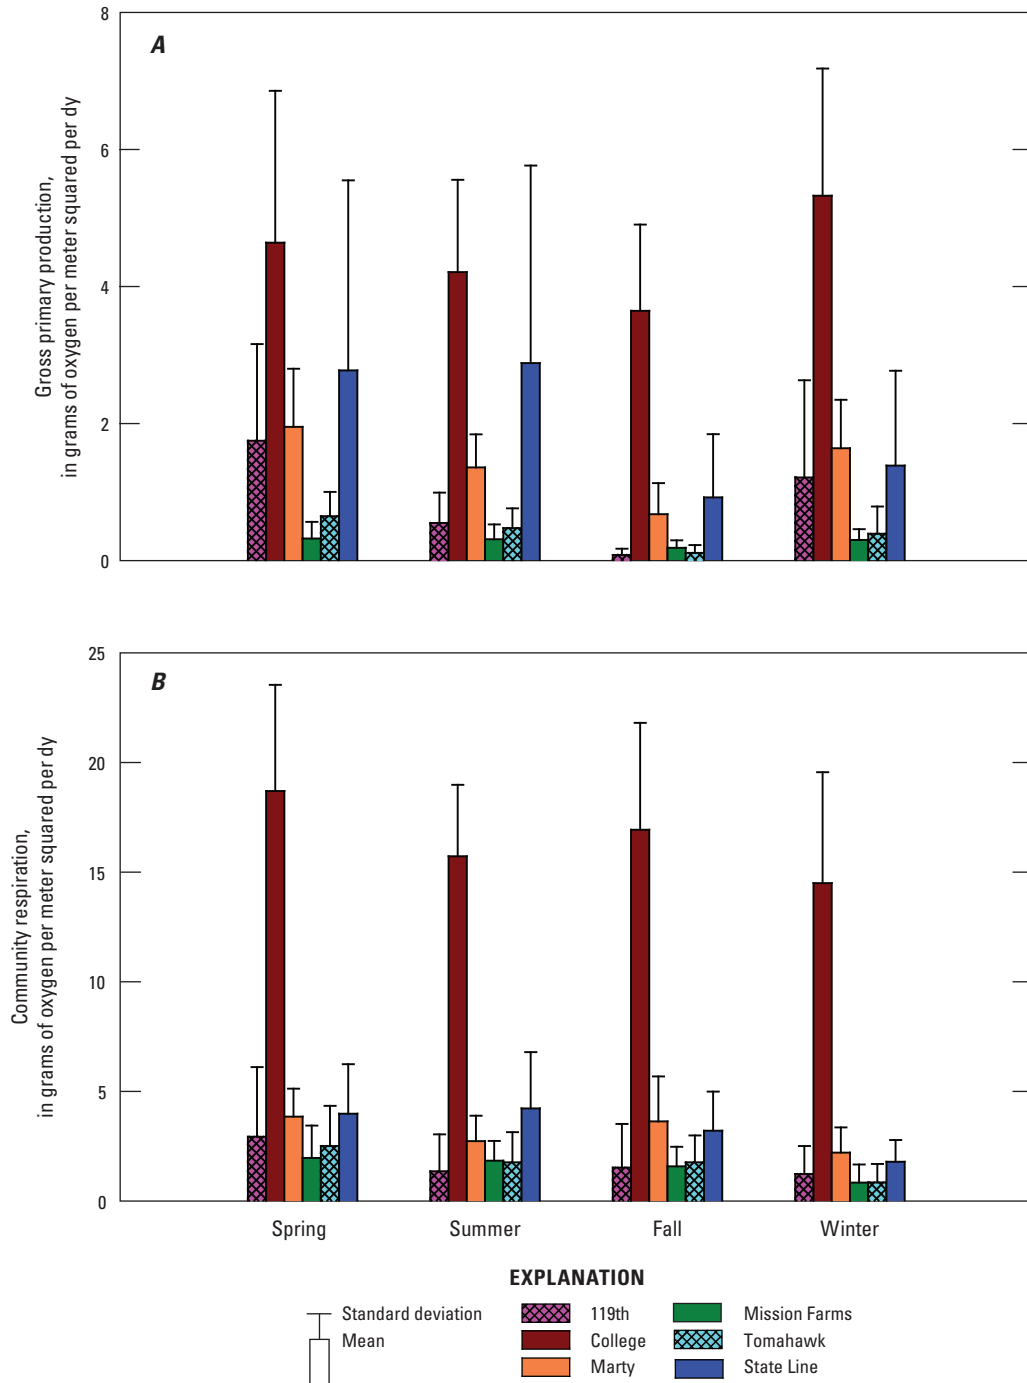 A
8
6
4
2
0
Gross primary production,
in grams of oxygen per meter squared per dy
B
25
20
15
10
5
0
Community respiration,
in grams of oxygen per meter squared per dy
Spring Summer Fall Winter
EXPLANATION
Standard deviation
Mean
119th
College
Marty
Mission Farms
Tomahawk
State Line